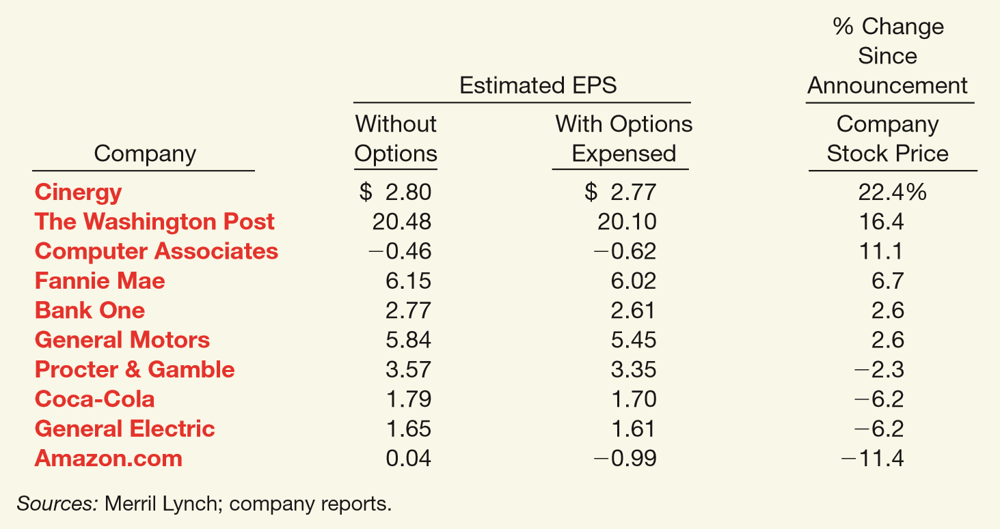 % Change
Since
Estimated EPS Announcement
Without With Options Company
Company Options Expensed Stock Price
Cinergy $ 2.80 $ 2.77 22.4%
The Washington Post 20.48 20.10 16.4
Computer Associates −0.46 −0.62 11.1
Fannie Mae 6.15 6.02 6.7
Bank One 2.77 2.61 2.6
General Motors 5.84 5.45 2.6
Procter & Gamble 3.57 3.35 −2.3
Coca-Cola 1.79 1.70 −6.2
General Electric 1.65 1.61 −6.2
Amazon.com 0.04 −0.99 −11.4
Sources: Merril Lynch; company reports.